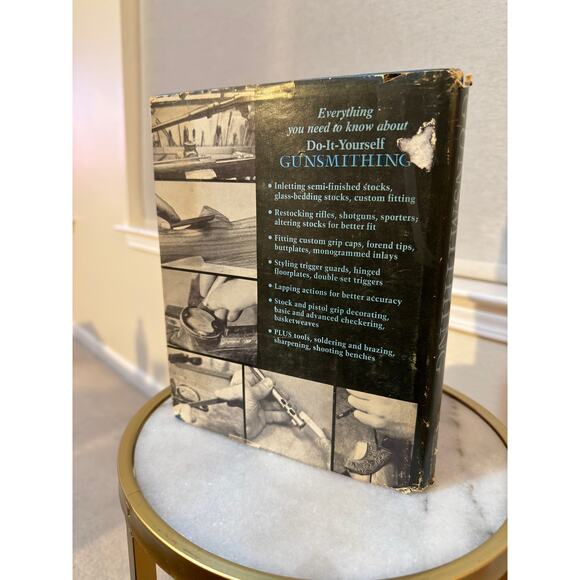 Everything
you need to know about
Do-It-Yourself
GUNSMITHING
• Inletting semi-finished stocks,
glass-bedding stocks, custom fitting
• Restocking rifles, shotguns, sporters;
altering stocks for better fit
• Fitting custom grip caps, forend tips,
buttplates, monogrammed inlays
• Styling trigger guards, hinged
floorplates, double set triggers
• Lapping actions for better accuracy
• Stock and pistol grip decorating,
basic and advanced checkering,
basketweaves
• PLUS tools, soldering and brazing,
sharpening, shooting benches